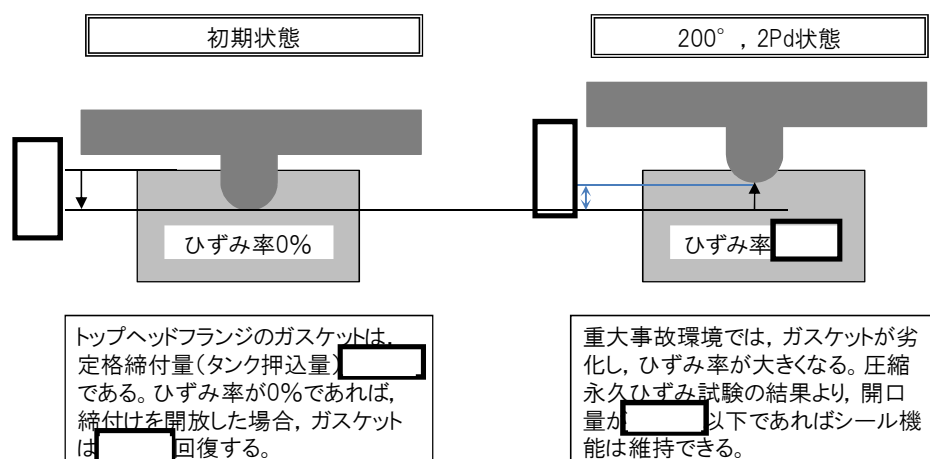 初期状態
200°，2Pd状態
ひずみ率0%
ひずみ率
トップヘッドフランジのガスケットは，
定格締付量(タンク押込量)
である。ひずみ率が0%であれば，
締付けを開放した場合，ガスケット
は 回復する。
重大事故環境では，ガスケットが劣
化し，ひずみ率が大きくなる。圧縮
永久ひずみ試験の結果より，開口
量が 以下であればシール機
能は維持できる。